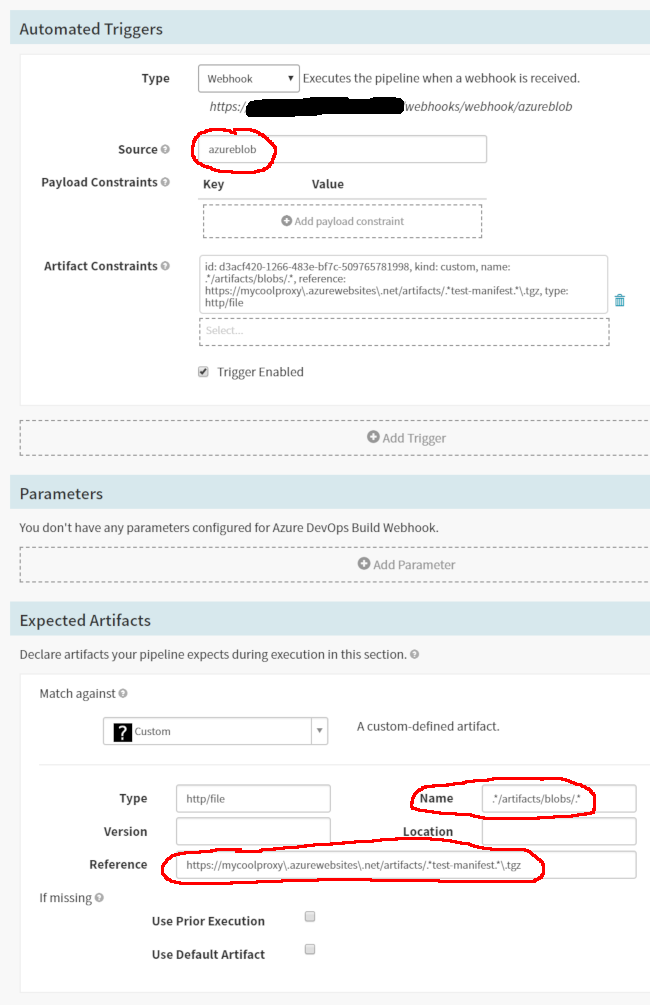 Automated Triggers
Type Webhook Executes the pipeline when a webhook is received.
https:/ webhooks/webhook/azureblob
Source azureblob
Payload Constraints Key Value
Add payload constraint
Artifact Constraints id: d3acf420-1266-483e-bf7c-509765781998, kind: custom, name:
.*/artifacts/blobs/.*, reference:
https://mycoolproxy\.azurewebsites\.net/artifacts/.*test-manifest.*\.tgz, type:
http/file
Select...
Trigger Enabled
Add Trigger
Parameters
You don't have any parameters configured for Azure DevOps Build Webhook.
Add Parameter
Expected Artifacts
Declare artifacts your pipeline expects during execution in this section.
Match against
? Custom A custom-defined artifact.
Type http/file Name .*/artifacts/blobs/.*
Version Location
Reference https://mycoolproxy\.azurewebsites\.net/artifacts/.*test-manifest.*\.tgz
If missing
Use Prior Execution
Use Default Artifact